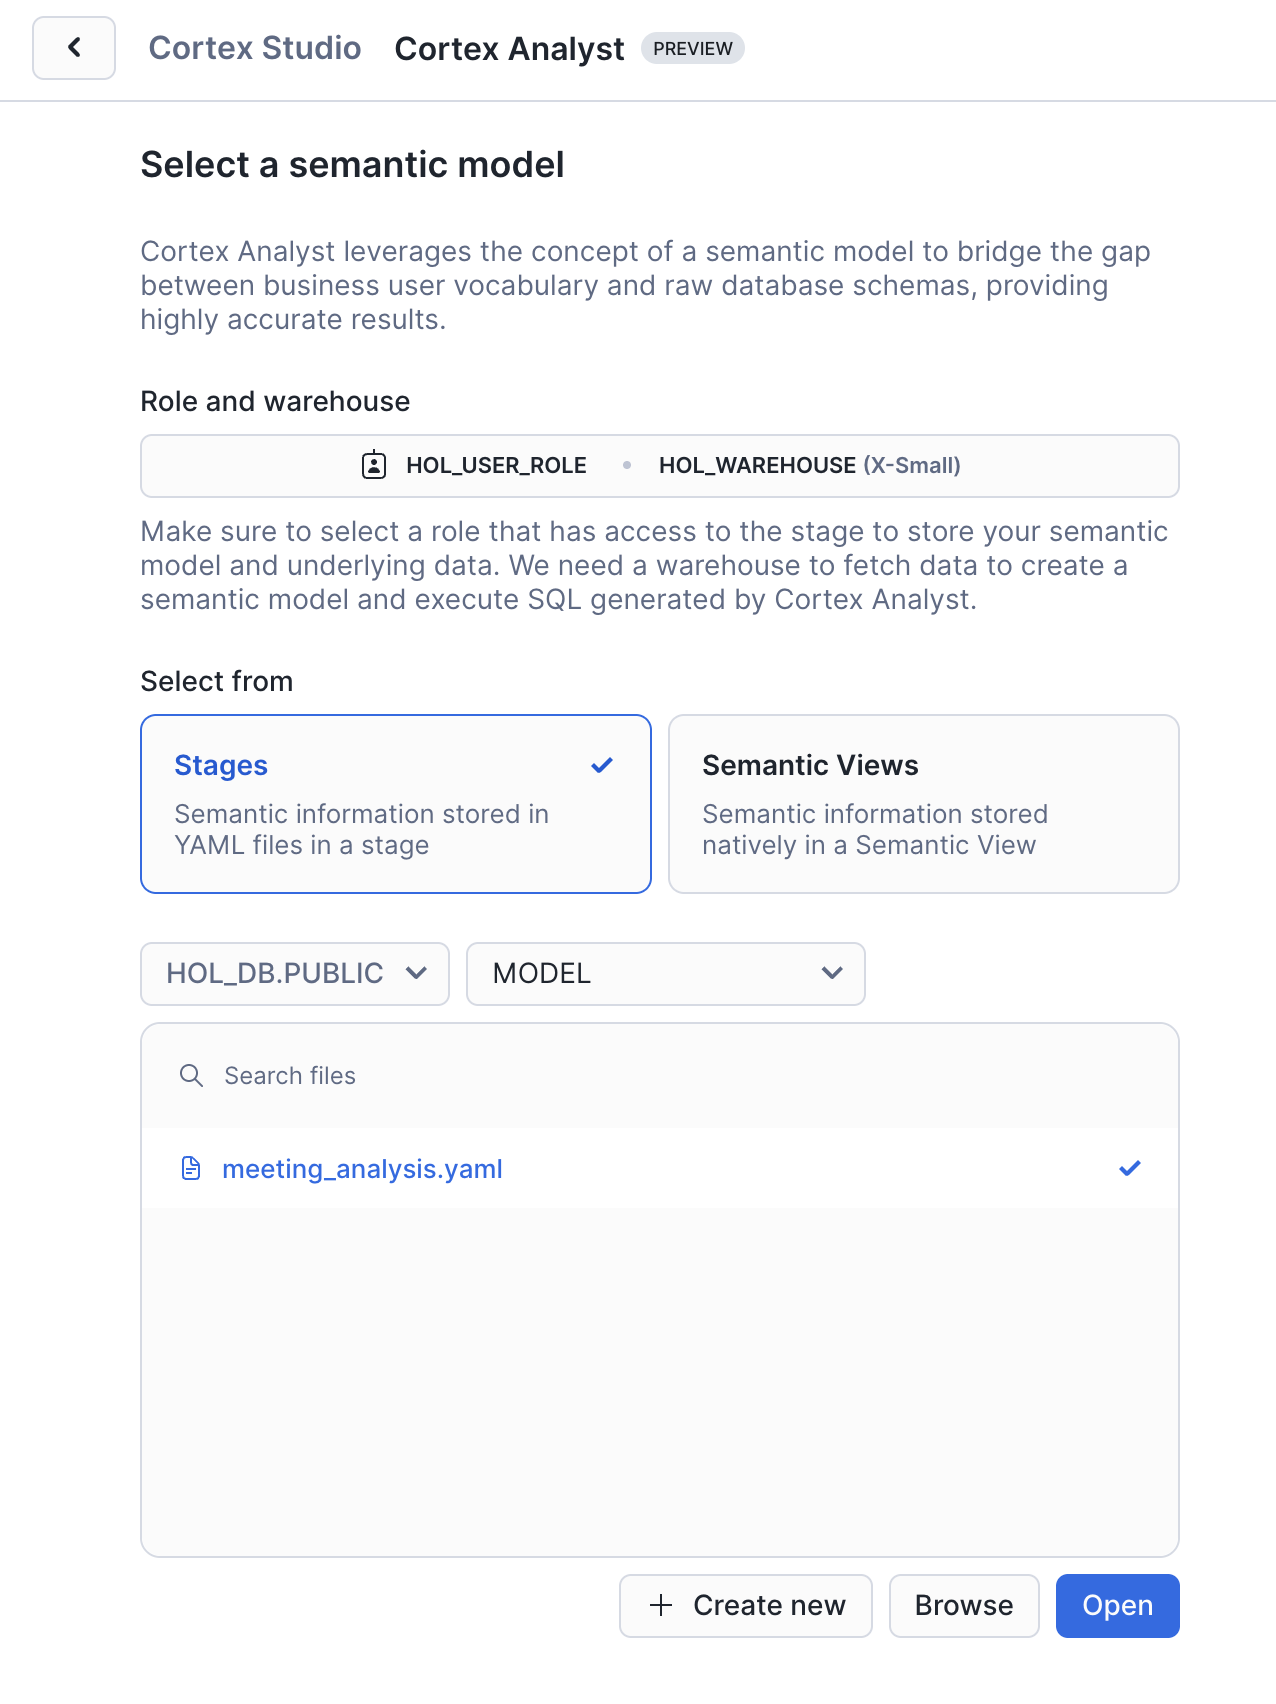 Cortex Studio Cortex Analyst PREVIEW
Select a semantic model
Cortex Analyst leverages the concept of a semantic model to bridge the gap
between business user vocabulary and raw database schemas, providing
highly accurate results.
Role and warehouse
HOL_USER_ROLE HOL_WAREHOUSE (X-Small)
Make sure to select a role that has access to the stage to store your semantic
model and underlying data. We need a warehouse to fetch data to create a
semantic model and execute SQL generated by Cortex Analyst.
Select from
Stages
Semantic information stored in
YAML files in a stage
Semantic Views
Semantic information stored
natively in a Semantic View
HOL_DB.PUBLIC MODEL
Search files
meeting_analysis.yaml
Create new Browse Open